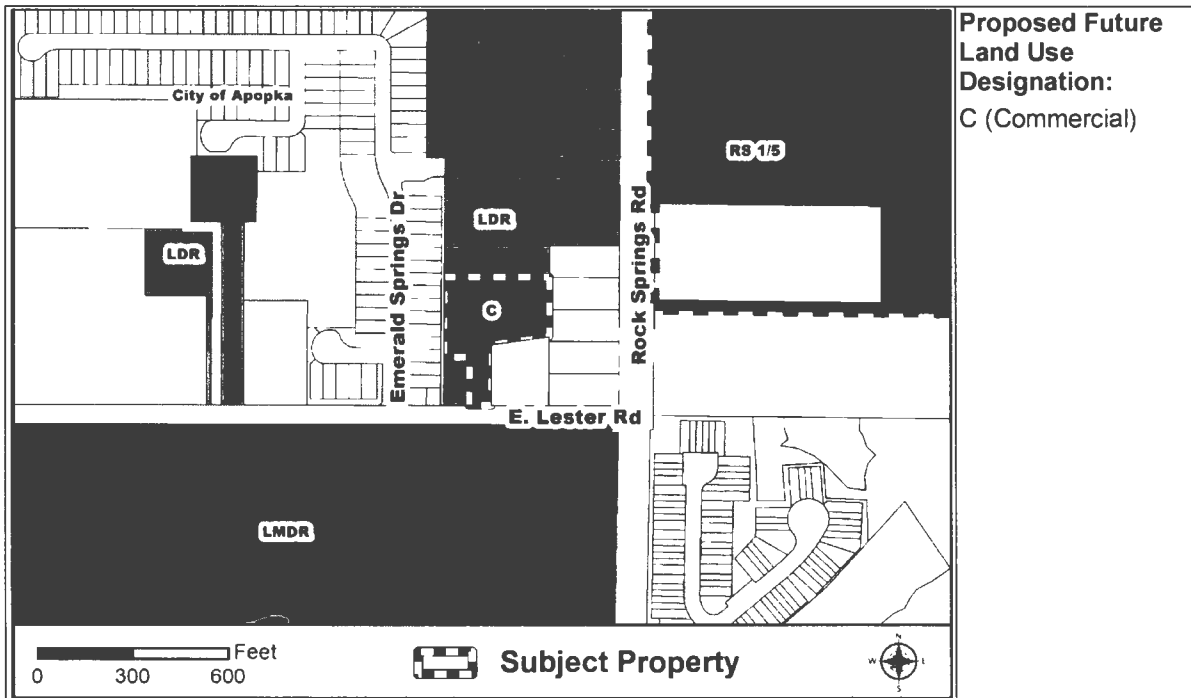 Proposed Future
Land Use
Designation:
C (Commercial)
City of Apopka
RS 1/5
LDR
LDR
C
Emerald Springs Dr
Rock Springs Rd
E. Lester Rd
LMDR
0 300 600 Feet
Subject Property
N
W E
S